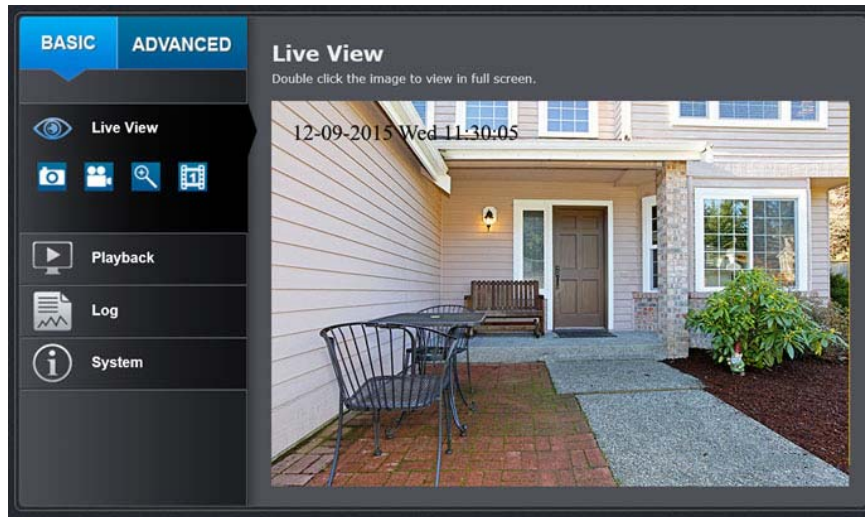 BASIC ADVANCED
Live View
Double click the image to view in full screen.
12-09-2015 Wed 11:30:05
Live View
1
Playback
Log
System